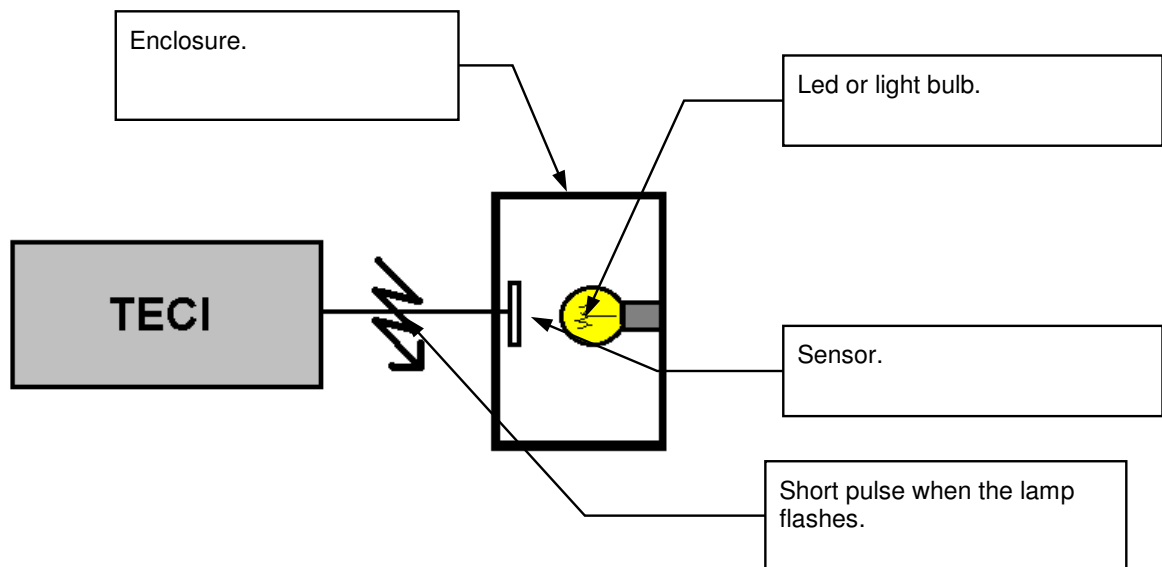 Enclosure.
Led or light bulb.
TECI
Sensor.
Short pulse when the lamp
flashes.